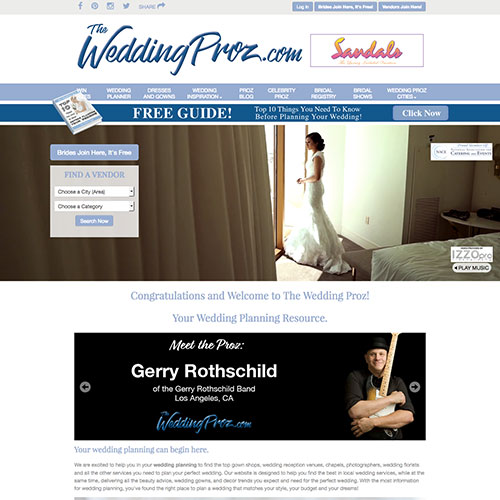 SHARE
Log In
Brides Join Here, It's Free!
Vendors Join Here!
The WeddingProz.com
Sandals
WIN
WEDDING PLANNER
DRESSES AND GOWNS
WEDDING INSPIRATION
PROZ BLOG
CELEBRITY PROZ
BRIDAL REGISTRY
BRIDAL SHOWS
WEDDING PROZ CITIES
TOP 10
FREE GUIDE!
Top 10 Things You Need To Know
Before Planning Your Wedding!
Click Now
Brides Join Here, It's Free
FIND A VENDOR
Choose a City (Area)
Choose a Category
Search Now
NACE
CATERING AND EVENTS
IZZOpro
PLAY MUSIC
Congratulations and Welcome to The Wedding Proz!
Your Wedding Planning Resource.
Meet the Proz:
Gerry Rothschild
of the Gerry Rothschild Band
Los Angeles, CA
The WeddingProz.com
Your wedding planning can begin here.
We are excited to help you in your wedding planning to find the top gown shops, wedding reception venues, chapels, photographers, wedding florists
and all the other services you need to plan your perfect wedding. Our website is designed to help you find the best in local wedding services, while at the
same time, delivering all the beauty advice, wedding gowns, and decor trends you expect and need for the perfect wedding. With the most information
for wedding planning, you've found the right place to plan a wedding that matches your style, your budget and your dreams!